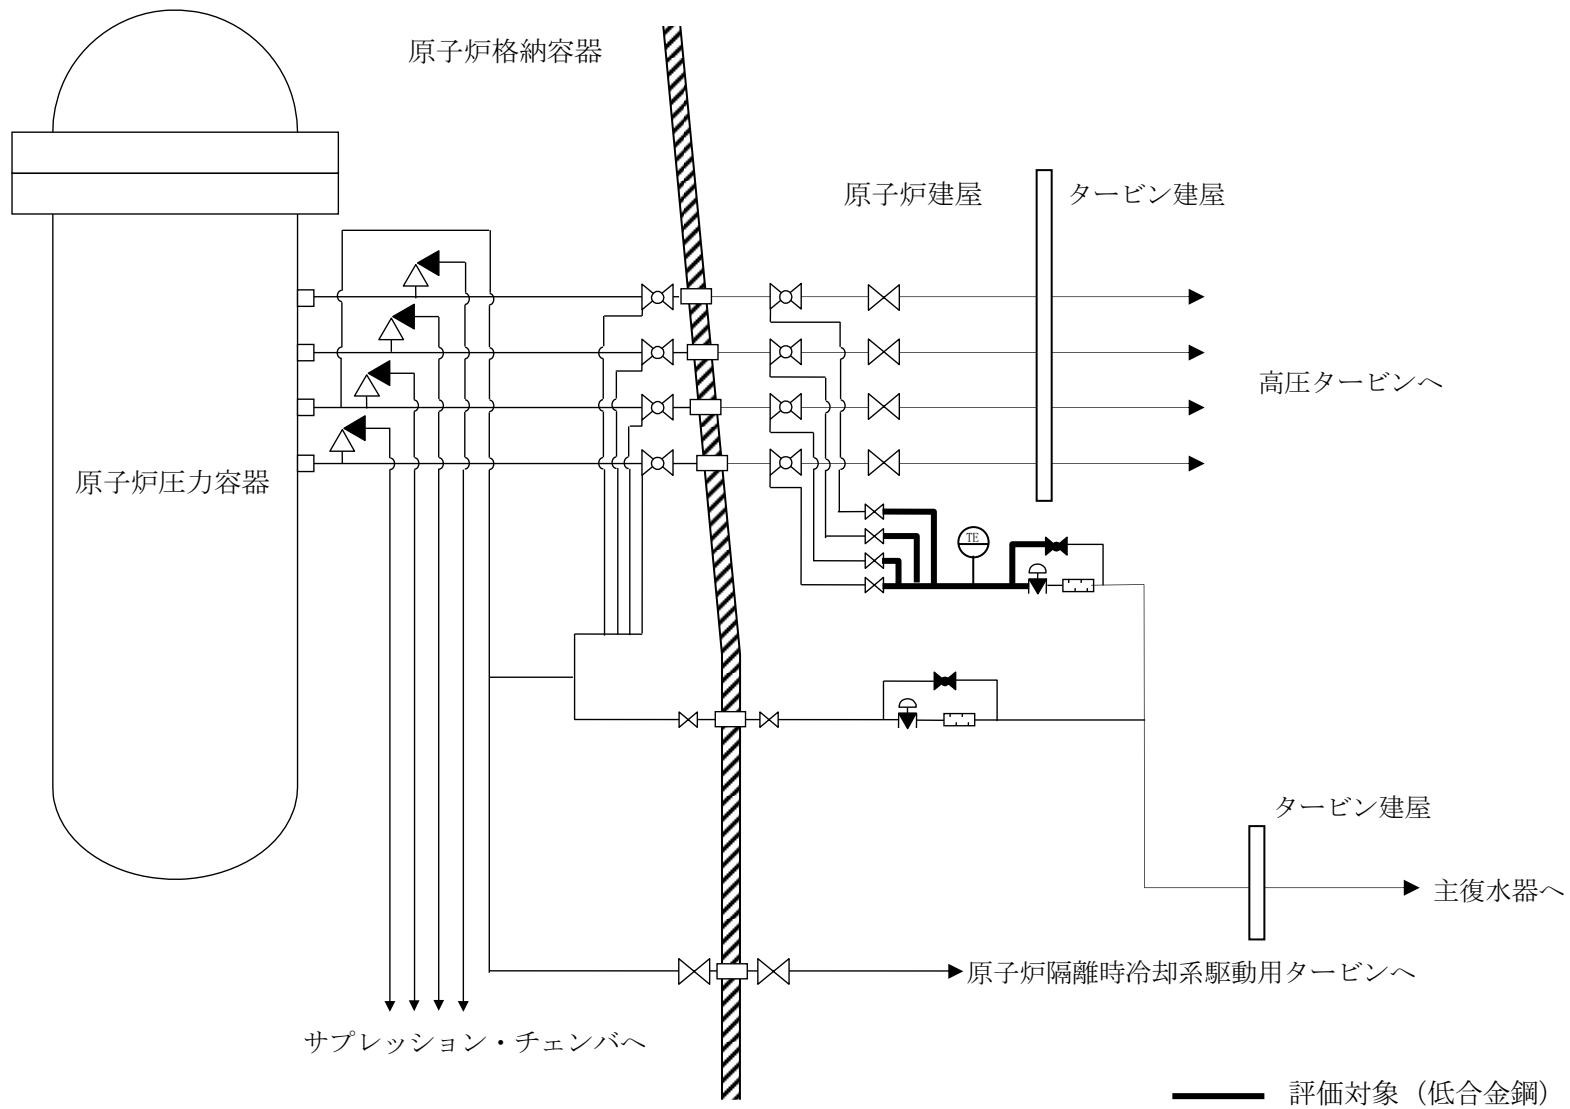 原子炉格納容器
原子炉建屋
タービン建屋
高圧タービンへ
原子炉圧力容器
TE
タービン建屋
主復水器へ
原子炉隔離時冷却系駆動用タービンへ
サプレッション・チェンバへ
評価対象（低合金鋼）